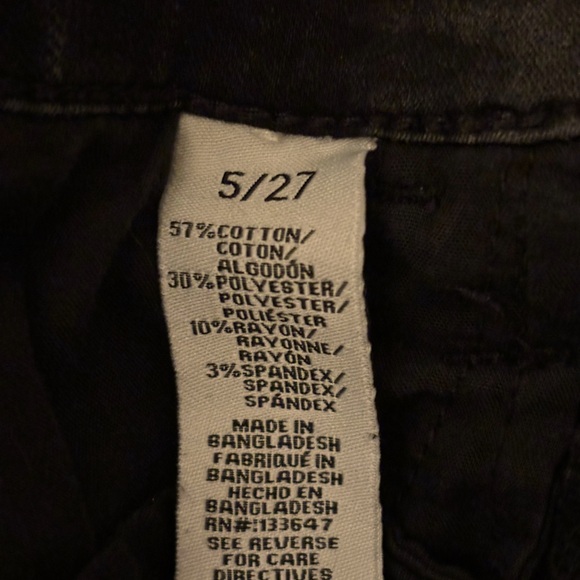 5/27
57%COTTON/
COTON/
ALGODÓN
30%POLYESTER/
POLYESTER/
POLIÉSTER
10%RAYON/
RAYONNE/
RAYÓN
3%SPANDEX/
SPANDEX/
SPÁNDEX
MADE IN
BANGLADESH
FABRIQUÉ IN
BANGLADESH
HECHO EN
BANGLADESH
RN#:133647
SEE REVERSE
FOR CARE
DIRECTIVES